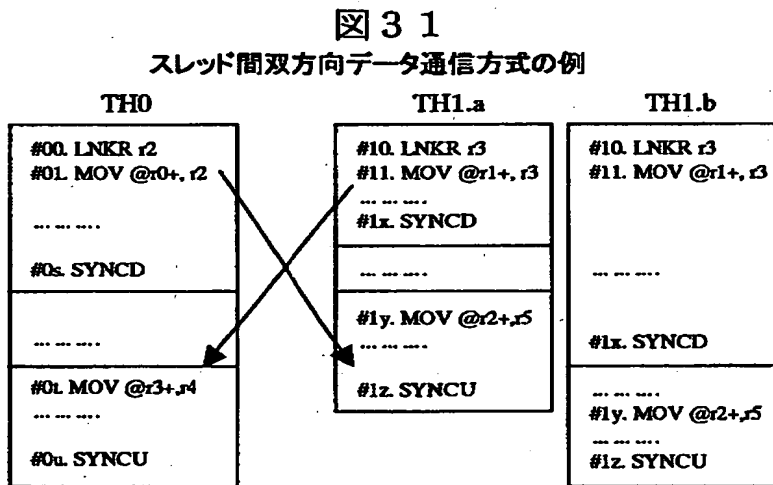 図３１
スレッド間双方向データ通信方式の例
TH0
#00. LNKR r2
#01. MOV @r0+, r2
... ... ....
#0s. SYNCD
... ... ....
#0t. MOV @r3+,r4
... ... ....
#0u. SYNCU
TH1.a
#10. LNKR r3
#11. MOV @r1+, r3
... ... ....
#1x. SYNCD
... ... ....
#1y. MOV @r2+,r5
... ... ....
#1z. SYNCU
TH1.b
#10. LNKR r3
#11. MOV @r1+, r3
... ... ....
#1x. SYNCD
... ... ....
#1y. MOV @r2+,r5
... ... ....
#1z. SYNCU